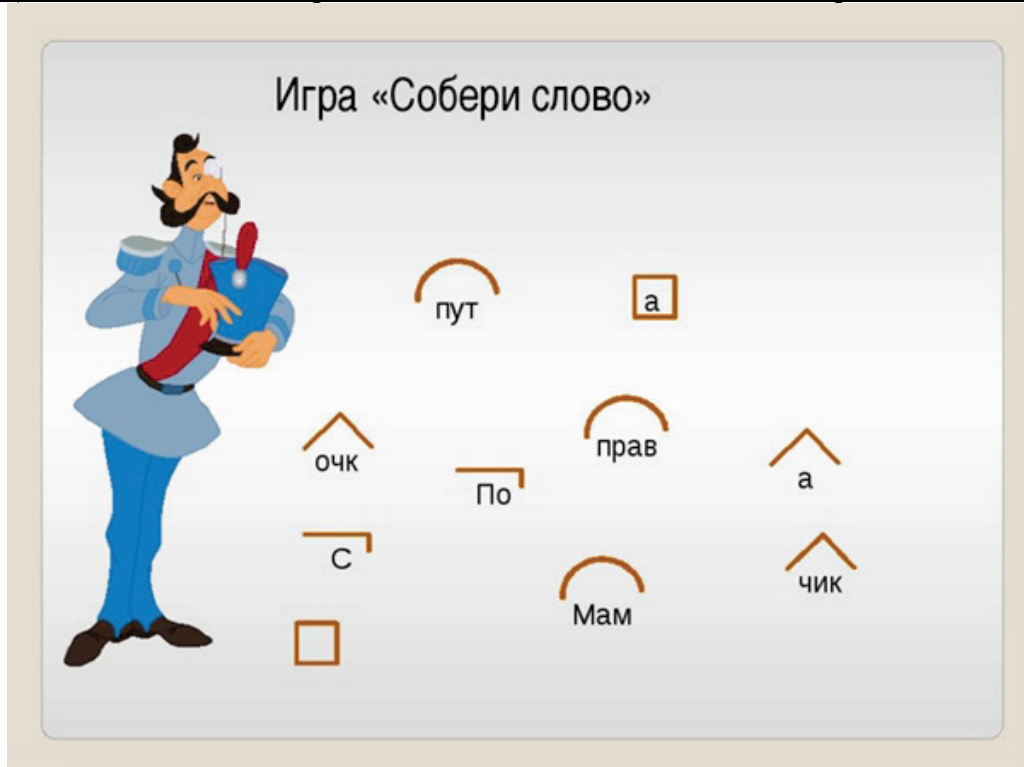 Игра «Собери слово»
пут
а
прав
очк
а
По
С
чик
Мам